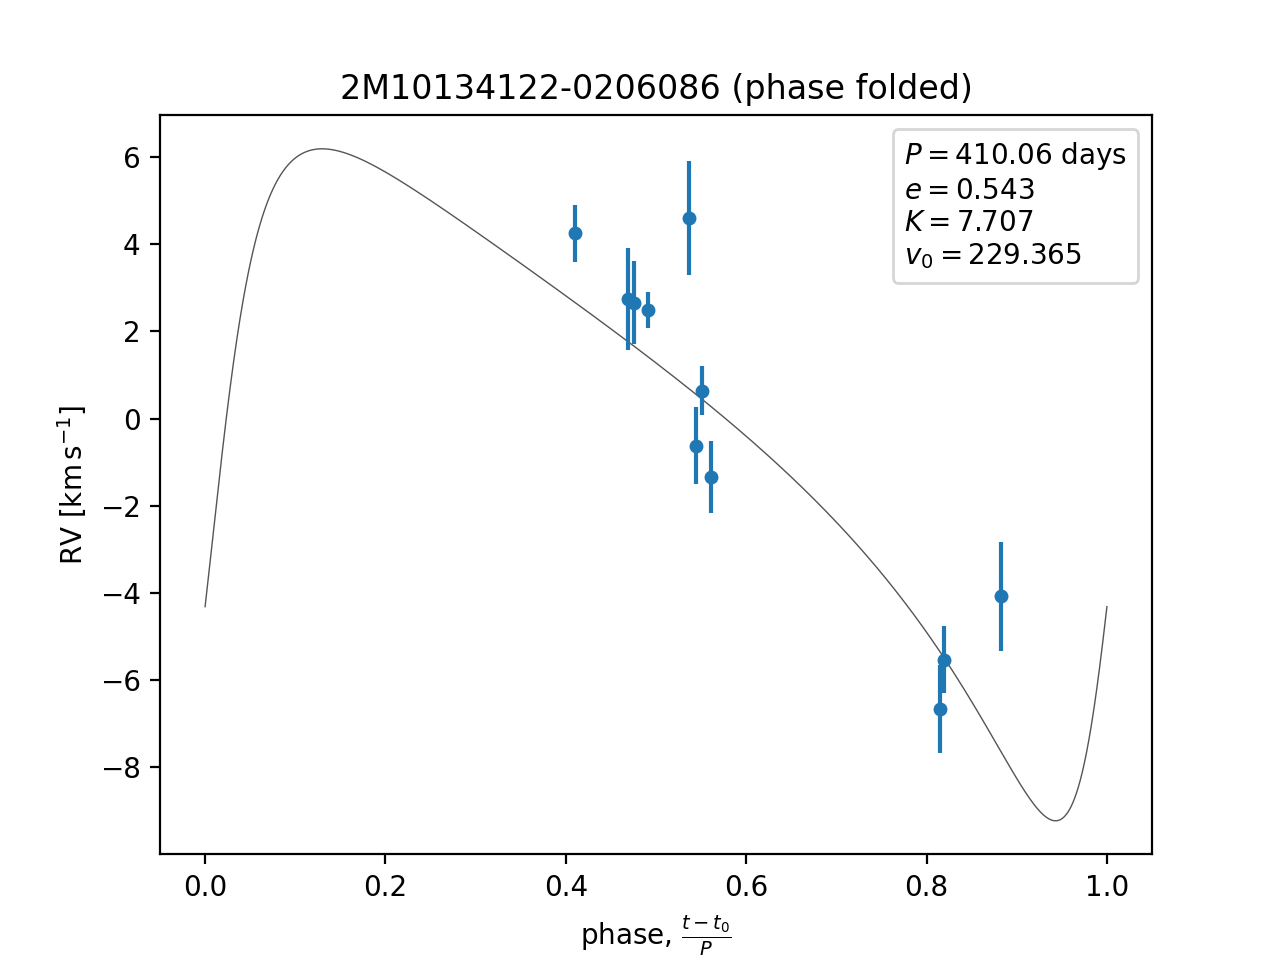 2M10134122-0206086 (phase folded)
P = 410.06 days
e = 0.543
K = 7.707
v₀ = 229.365
RV [km s⁻¹]
6
4
2
0
−2
−4
−6
−8
0.0 0.2 0.4 0.6 0.8 1.0
phase, (t − t₀)/P